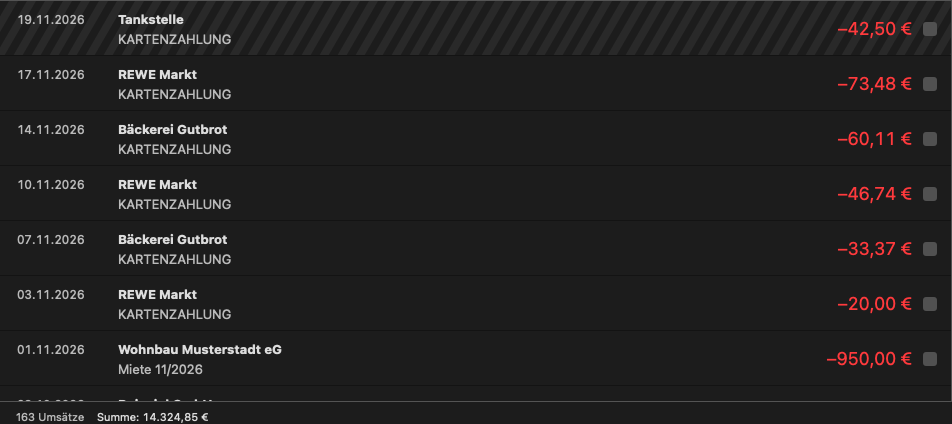 19.11.2026 Tankstelle –42,50 €
KARTENZAHLUNG
17.11.2026 REWE Markt –73,48 €
KARTENZAHLUNG
14.11.2026 Bäckerei Gutbrot –60,11 €
KARTENZAHLUNG
10.11.2026 REWE Markt –46,74 €
KARTENZAHLUNG
07.11.2026 Bäckerei Gutbrot –33,37 €
KARTENZAHLUNG
03.11.2026 REWE Markt –20,00 €
KARTENZAHLUNG
01.11.2026 Wohnbau Musterstadt eG –950,00 €
Miete 11/2026
163 Umsätze Summe: 14.324,85 €